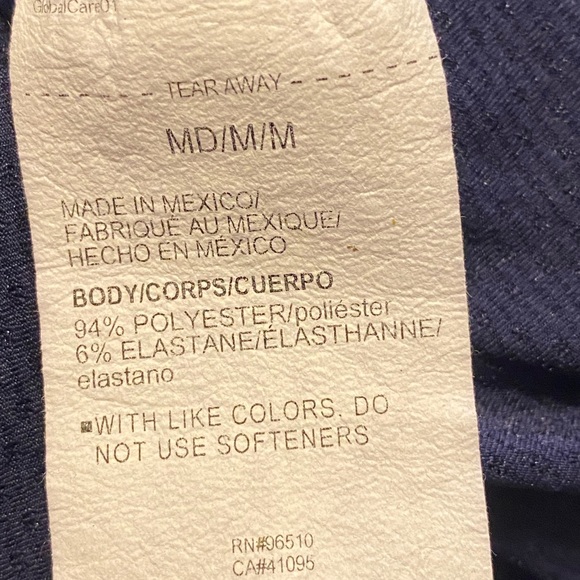 GlobalCare01
TEAR AWAY
MD/M/M
MADE IN MEXICO/
FABRIQUÉ AU MEXIQUE/
HECHO EN MÉXICO
BODY/CORPS/CUERPO
94% POLYESTER/poliéster
6% ELASTANE/ÉLASTHANNE/
elastano
WITH LIKE COLORS. DO
NOT USE SOFTENERS
RN#96510
CA#41095